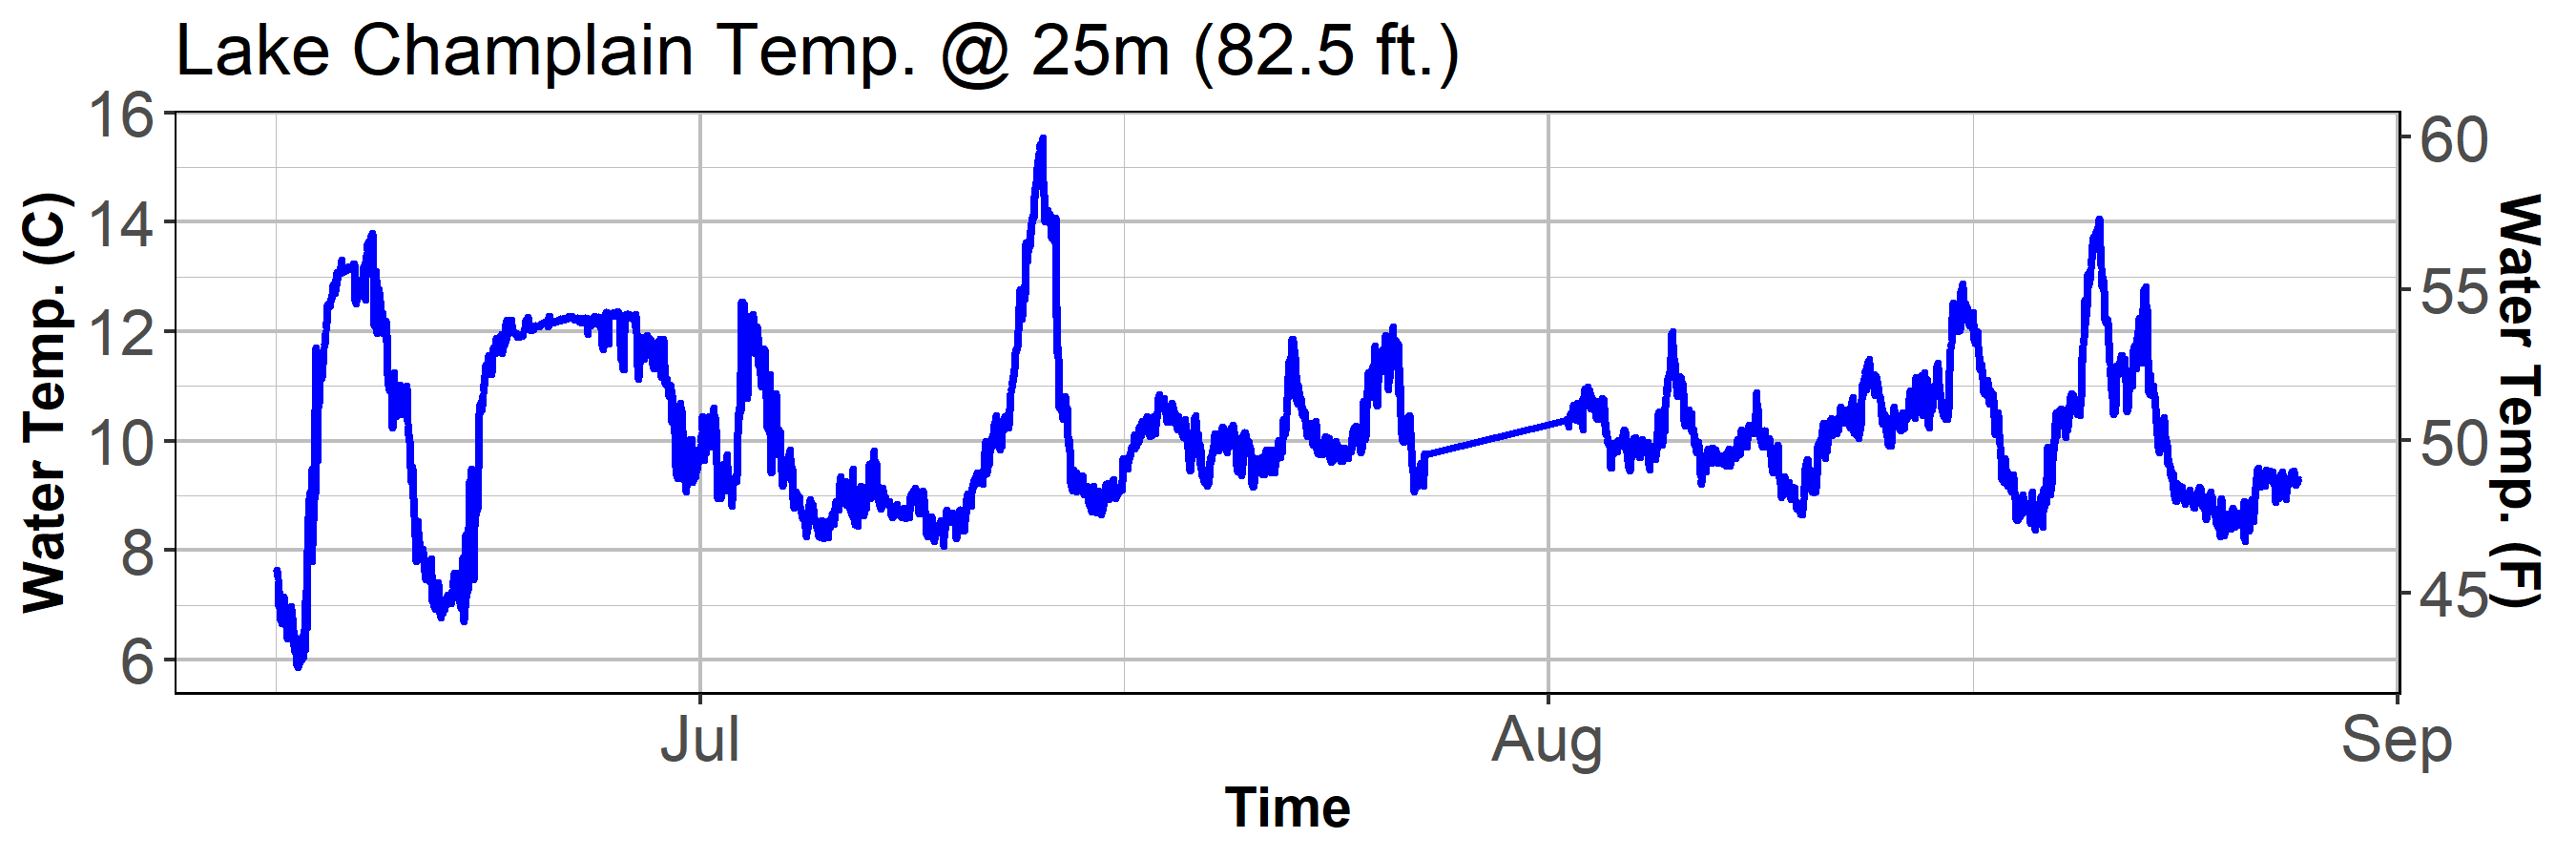 Lake Champlain Temp. @ 25m (82.5 ft.)
Water Temp. (C)
16
14
12
10
8
6
60
55
50
45
Water Temp. (F)
Jul
Aug
Sep
Time